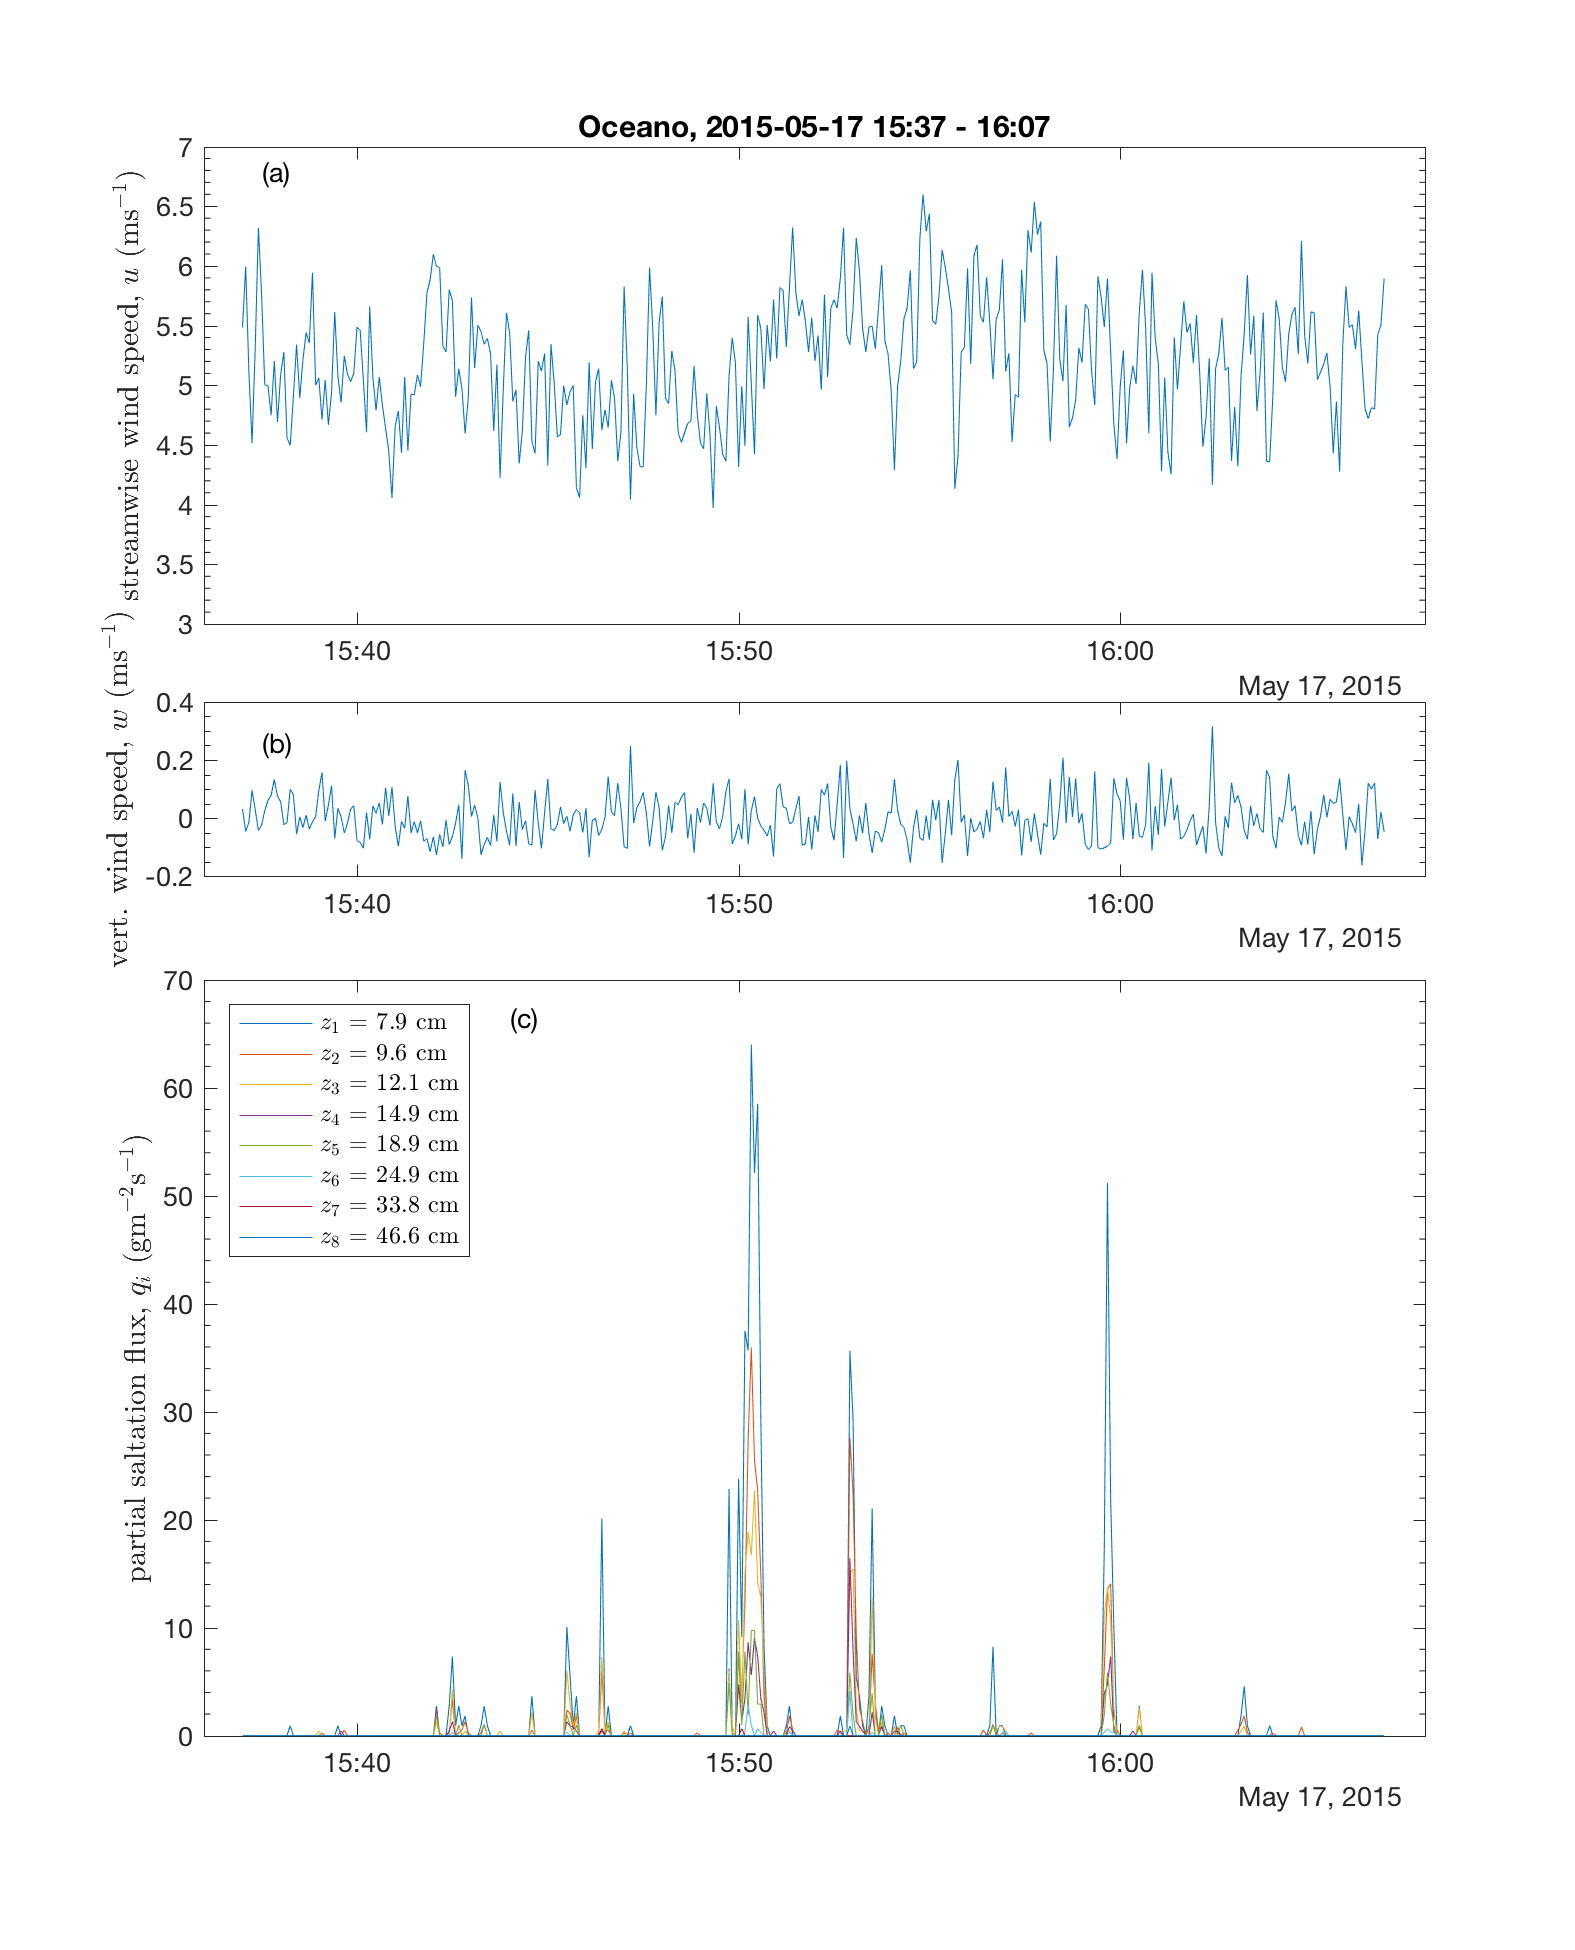 Oceano, 2015-05-17 15:37 - 16:07
(a)
streamwise wind speed, u (ms⁻¹)
7
6.5
6
5.5
5
4.5
4
3.5
3
15:40 15:50 16:00
May 17, 2015
(b)
vert. wind speed, w (ms⁻¹)
0.4
0.2
0
-0.2
15:40 15:50 16:00
May 17, 2015
(c)
partial saltation flux, qᵢ (gm⁻²s⁻¹)
70
60
50
40
30
20
10
0
z₁ = 7.9 cm
z₂ = 9.6 cm
z₃ = 12.1 cm
z₄ = 14.9 cm
z₅ = 18.9 cm
z₆ = 24.9 cm
z₇ = 33.8 cm
z₈ = 46.6 cm
15:40 15:50 16:00
May 17, 2015